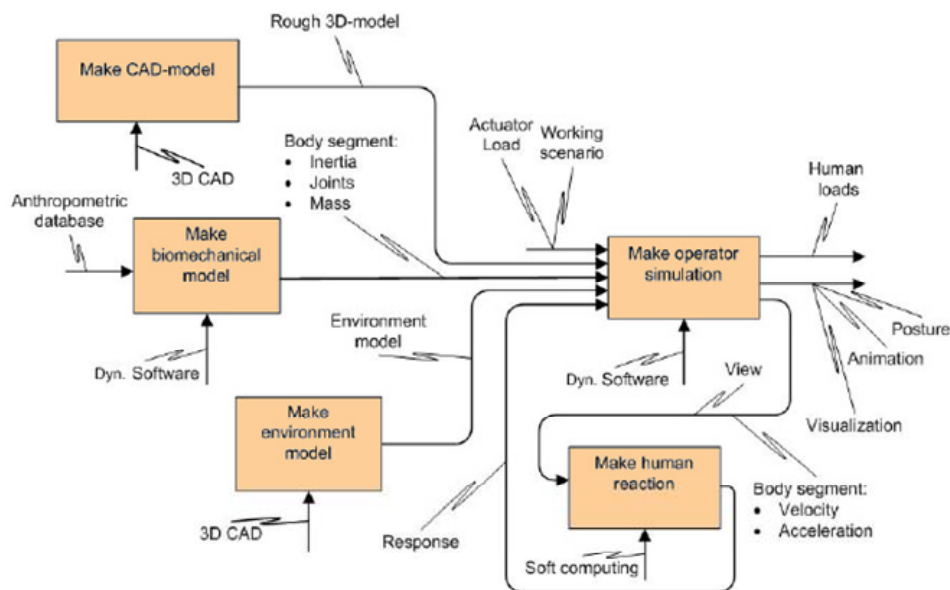 Rough 3D-model
Make CAD-model
3D CAD
Body segment:
• Inertia
• Joints
• Mass
Actuator
Load
Working
scenario
Human
loads
Anthropometric
database
Make
biomechanical
model
Dyn. Software
Make operator
simulation
Dyn. Software
Posture
Animation
Visualization
Environment
model
View
Make
environment
model
3D CAD
Make human
reaction
Response
Soft computing
Body segment:
• Velocity
• Acceleration